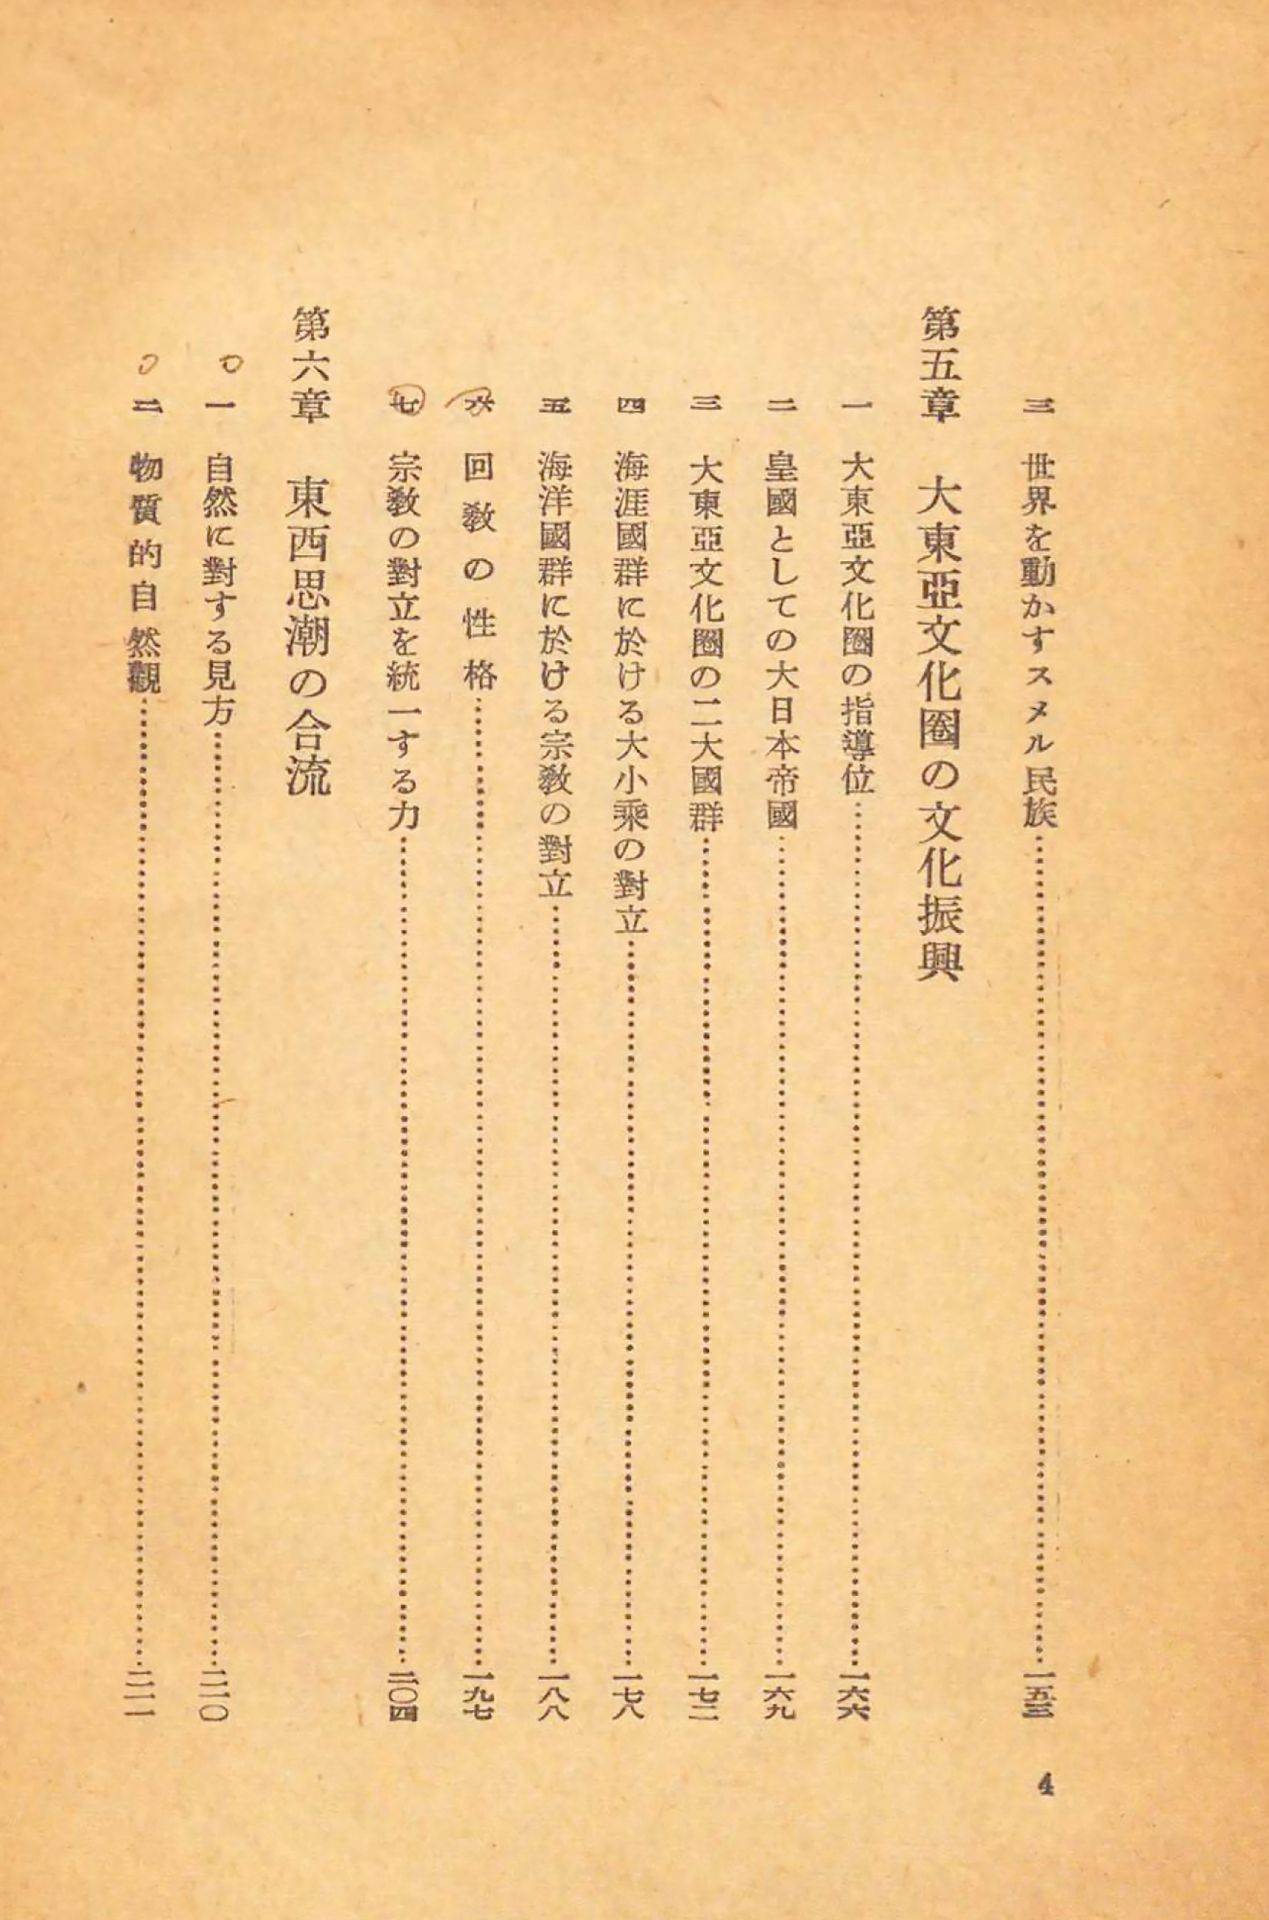 三 世界を動かすスメル民族……一五三
第五章 大東亞文化圈の文化振興
一 大東亞文化圈の指導位……一六六
二 皇國としての大日本帝國……一六九
三 大東亞文化圈の二大國群……一七二
四 海涯國群に於ける大小乘の對立……一七八
五 海洋國群に於ける宗敎の對立……一八八
六 回敎の性格……一九七
七 宗敎の對立を統一する力……二〇四
第六章 東西思潮の合流
一 自然に對する見方……二一〇
二 物質的自然觀……二一一
4